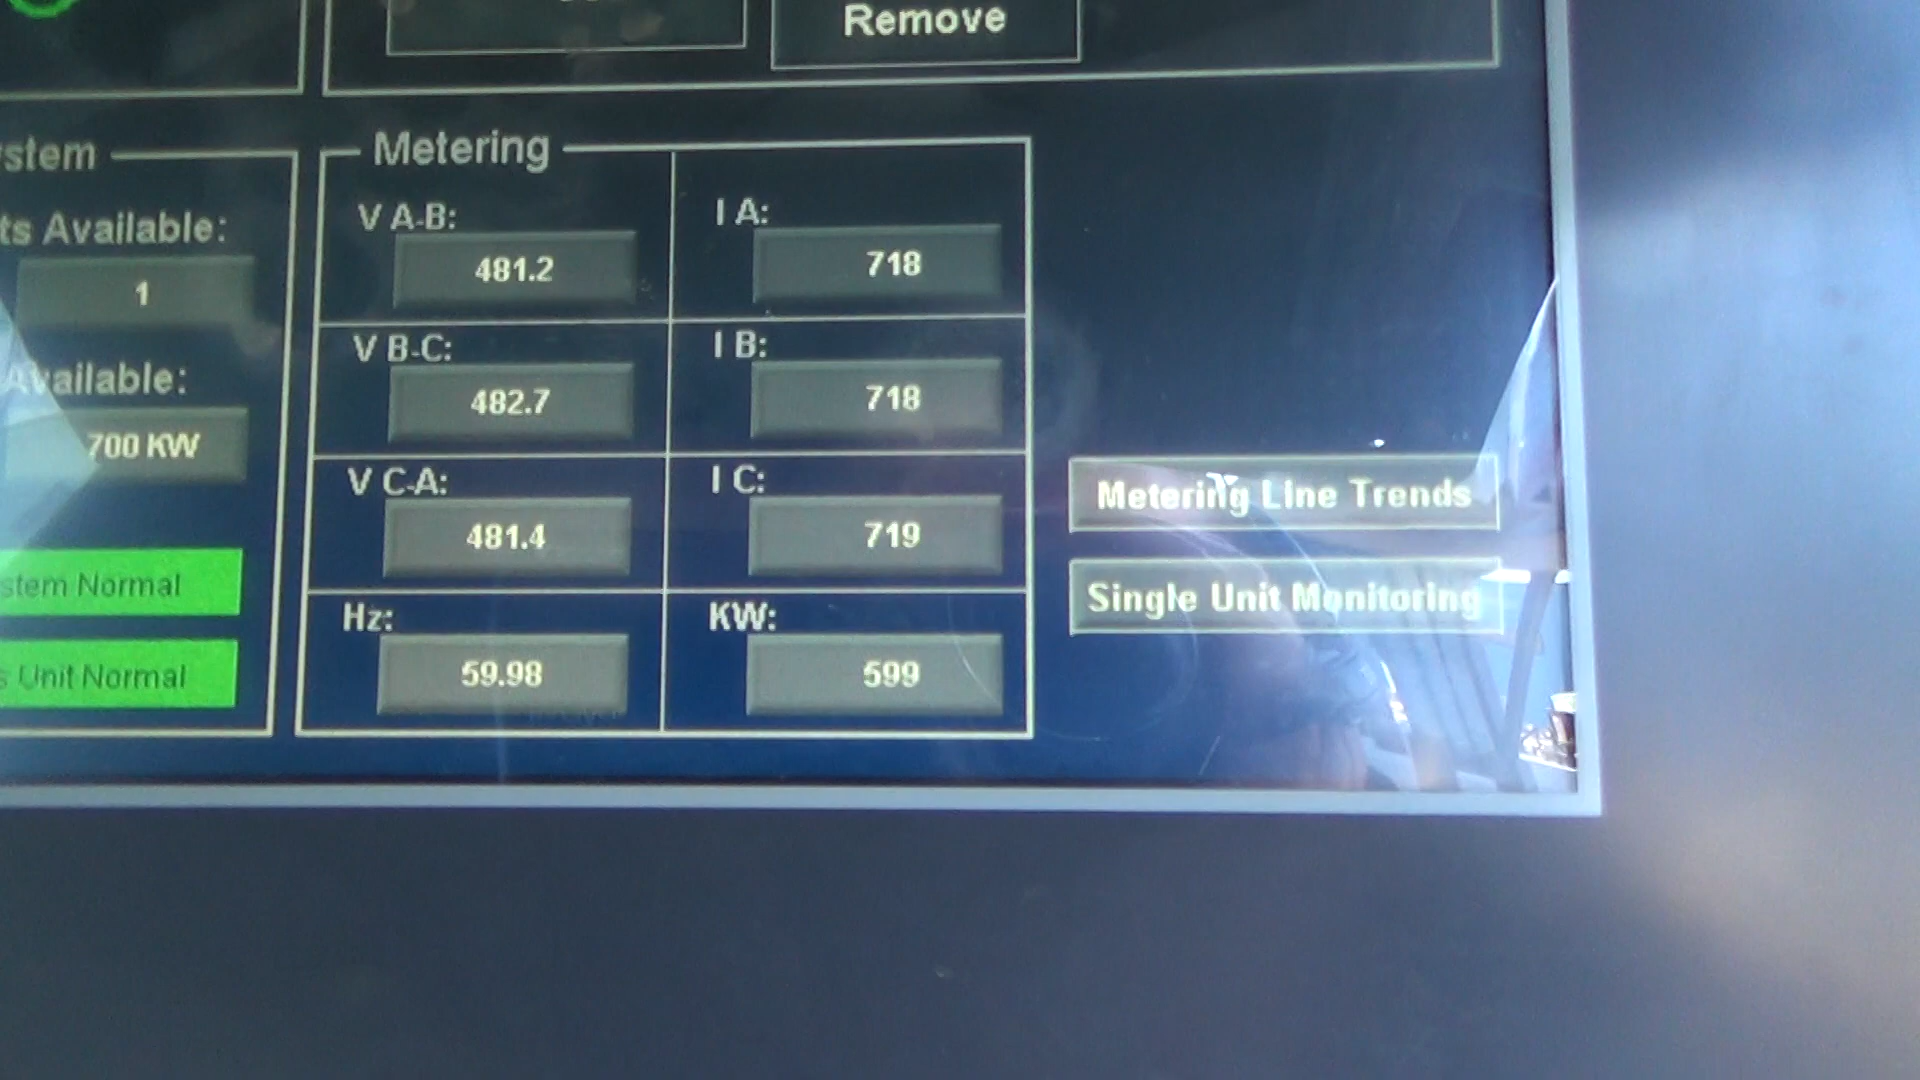 Remove
stem
ts Available:
1
Available:
700 KW
stem Normal
s Unit Normal
Metering
V A-B:
481.2
I A:
718
V B-C:
482.7
I B:
718
V C-A:
481.4
I C:
719
Hz:
59.98
KW:
599
Metering Line Trends
Single Unit Monitoring